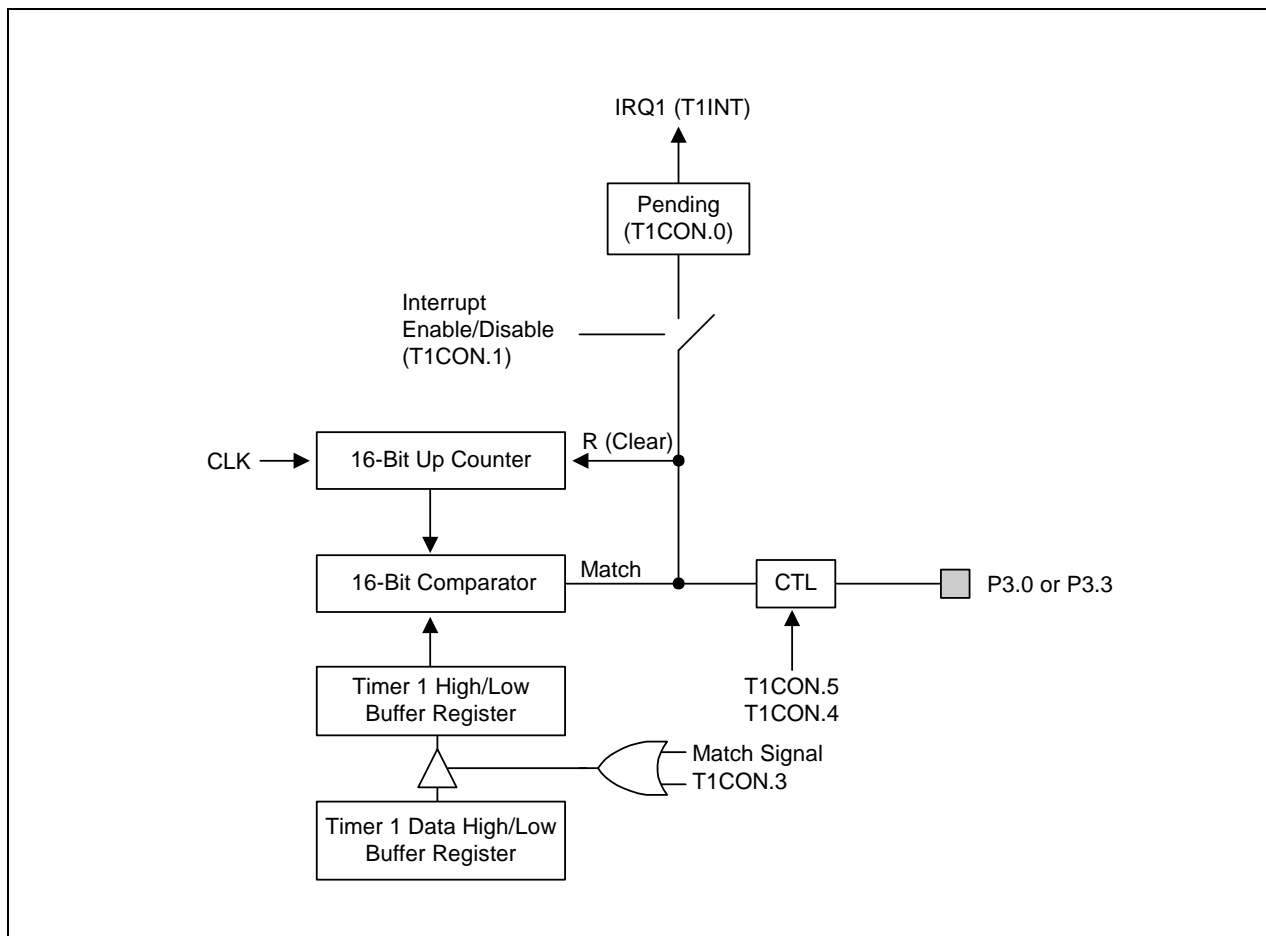 IRQ1 (T1INT)
Pending
(T1CON.0)
Interrupt
Enable/Disable
(T1CON.1)
R (Clear)
CLK
16-Bit Up Counter
16-Bit Comparator
Match
CTL
P3.0 or P3.3
Timer 1 High/Low
Buffer Register
T1CON.5
T1CON.4
Match Signal
T1CON.3
Timer 1 Data High/Low
Buffer Register